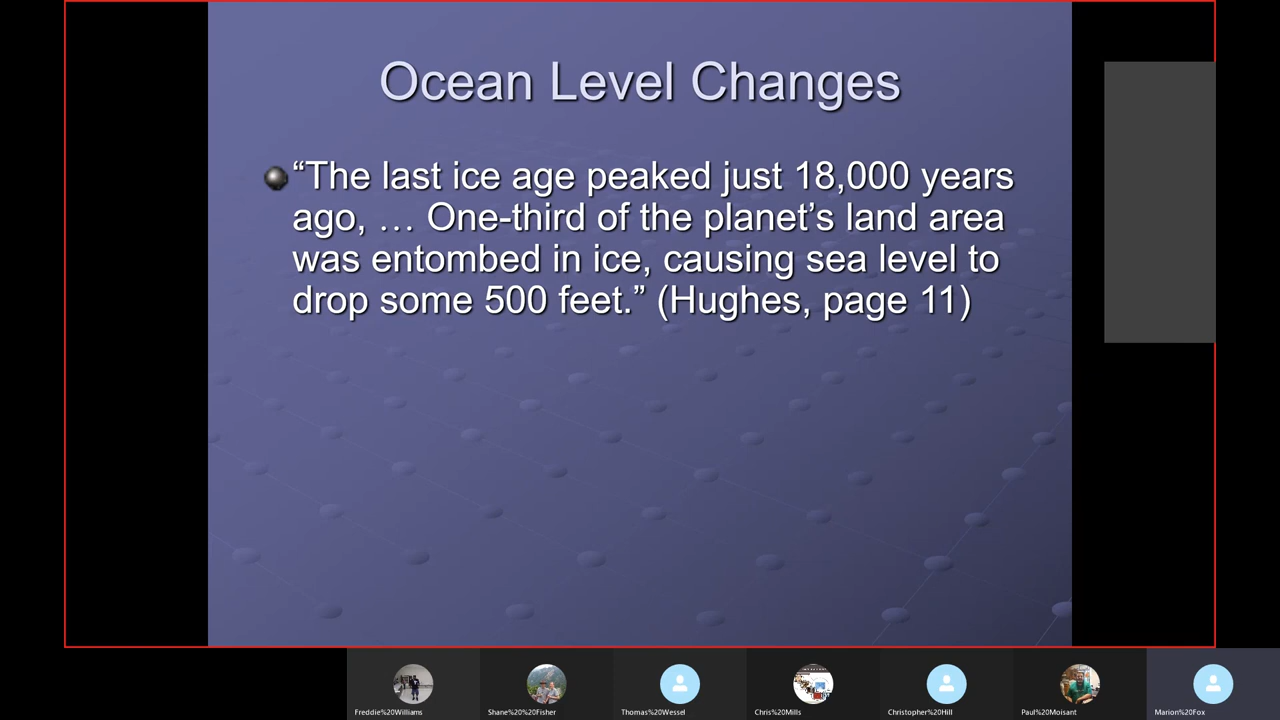 Ocean Level Changes
“The last ice age peaked just 18,000 years
ago, … One-third of the planet’s land area
was entombed in ice, causing sea level to
drop some 500 feet.” (Hughes, page 11)
Freddie%20Williams
Shane%20%20Fisher
Thomas%20Wessel
Chris%20Mills
Christopher%20Hill
Paul%20Moisant
Marion%20Fox